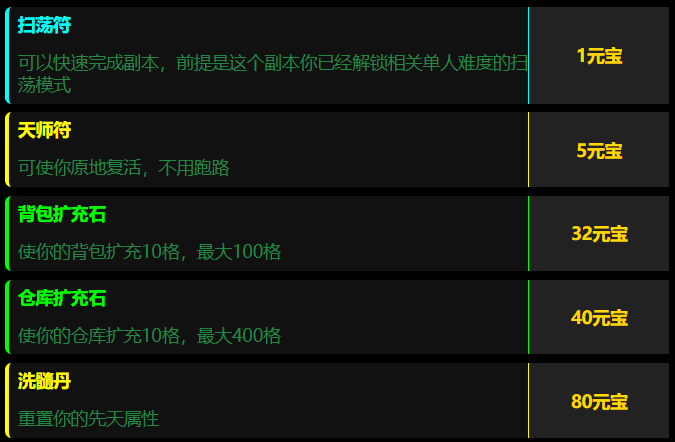 扫荡符
可以快速完成副本，前提是这个副本你已经解锁相关单人难度的扫
荡模式
1元宝
天师符
可使你原地复活，不用跑路
5元宝
背包扩充石
使你的背包扩充10格，最大100格
32元宝
仓库扩充石
使你的仓库扩充10格，最大400格
40元宝
洗髓丹
重置你的先天属性
80元宝